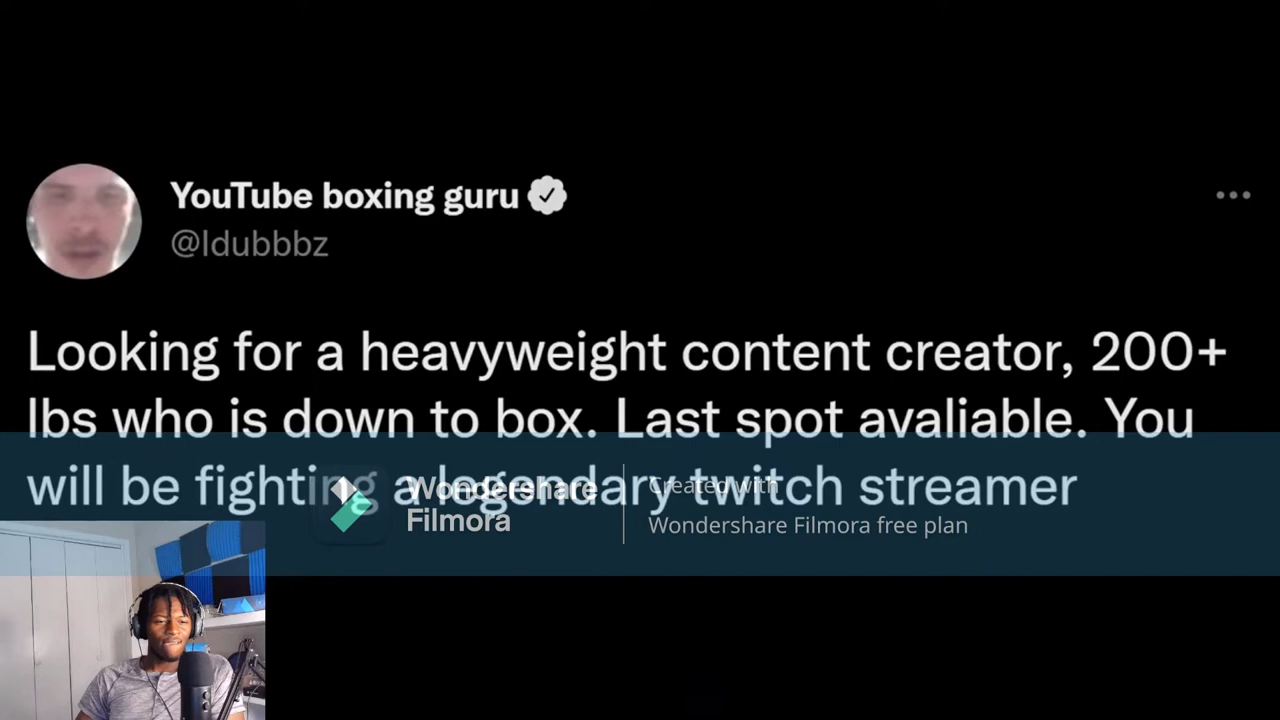 YouTube boxing guru
@Idubbbz
Looking for a heavyweight content creator, 200+
lbs who is down to box. Last spot avaliable. You
will be fighting a legendary twitch streamer
Wondershare
Filmora
Created with
Wondershare Filmora free plan